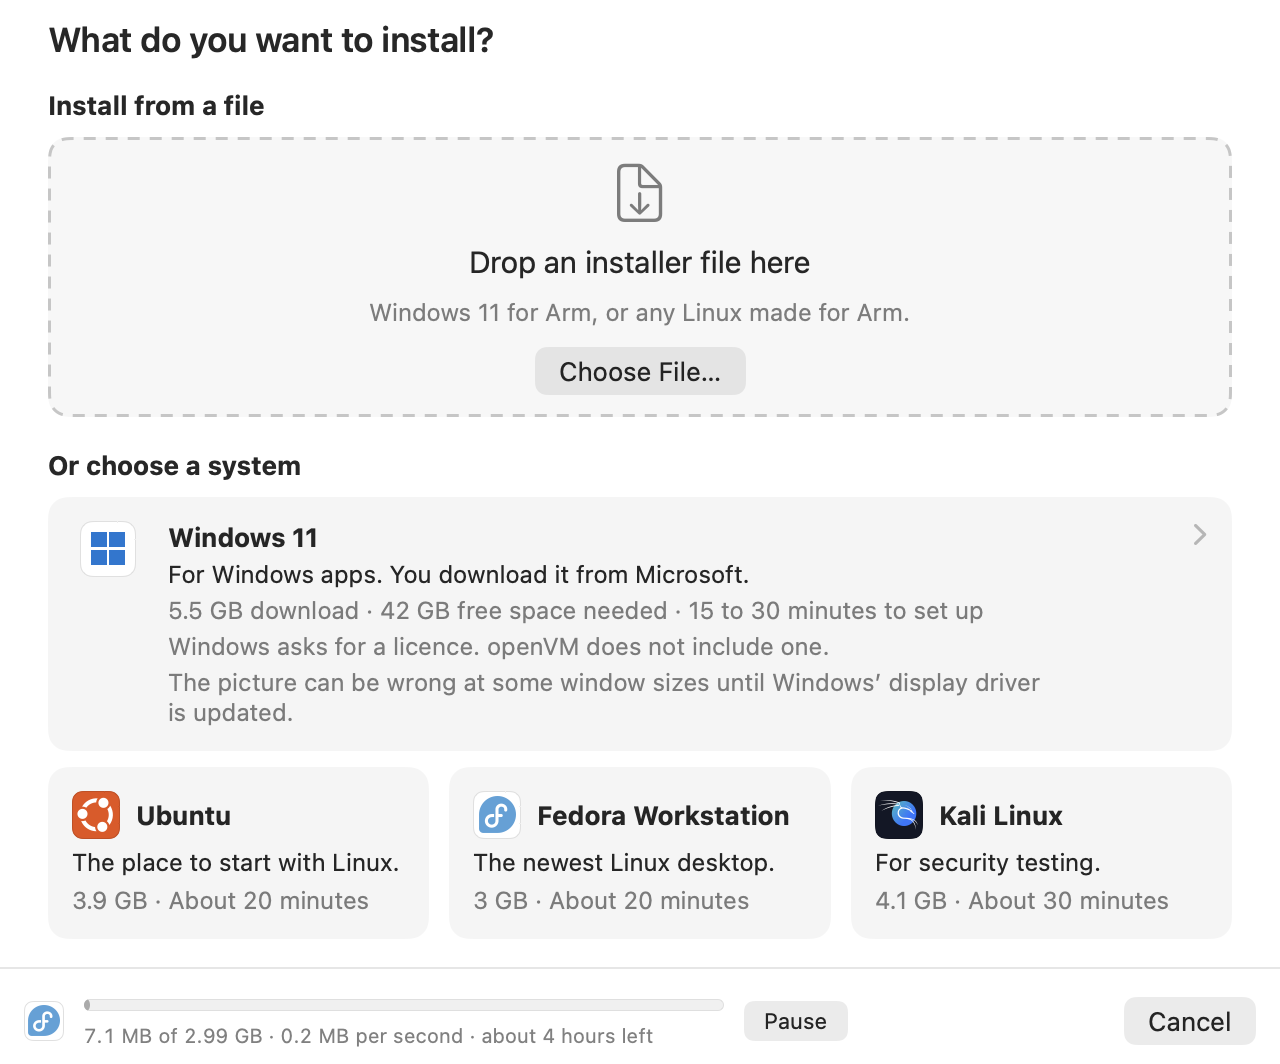 What do you want to install?
Install from a file
Drop an installer file here
Windows 11 for Arm, or any Linux made for Arm.
Choose File...
Or choose a system
Windows 11
For Windows apps. You download it from Microsoft.
5.5 GB download · 42 GB free space needed · 15 to 30 minutes to set up
Windows asks for a licence. openVM does not include one.
The picture can be wrong at some window sizes until Windows’ display driver
is updated.
Ubuntu
The place to start with Linux.
3.9 GB · About 20 minutes
Fedora Workstation
The newest Linux desktop.
3 GB · About 20 minutes
Kali Linux
For security testing.
4.1 GB · About 30 minutes
7.1 MB of 2.99 GB · 0.2 MB per second · about 4 hours left
Pause
Cancel